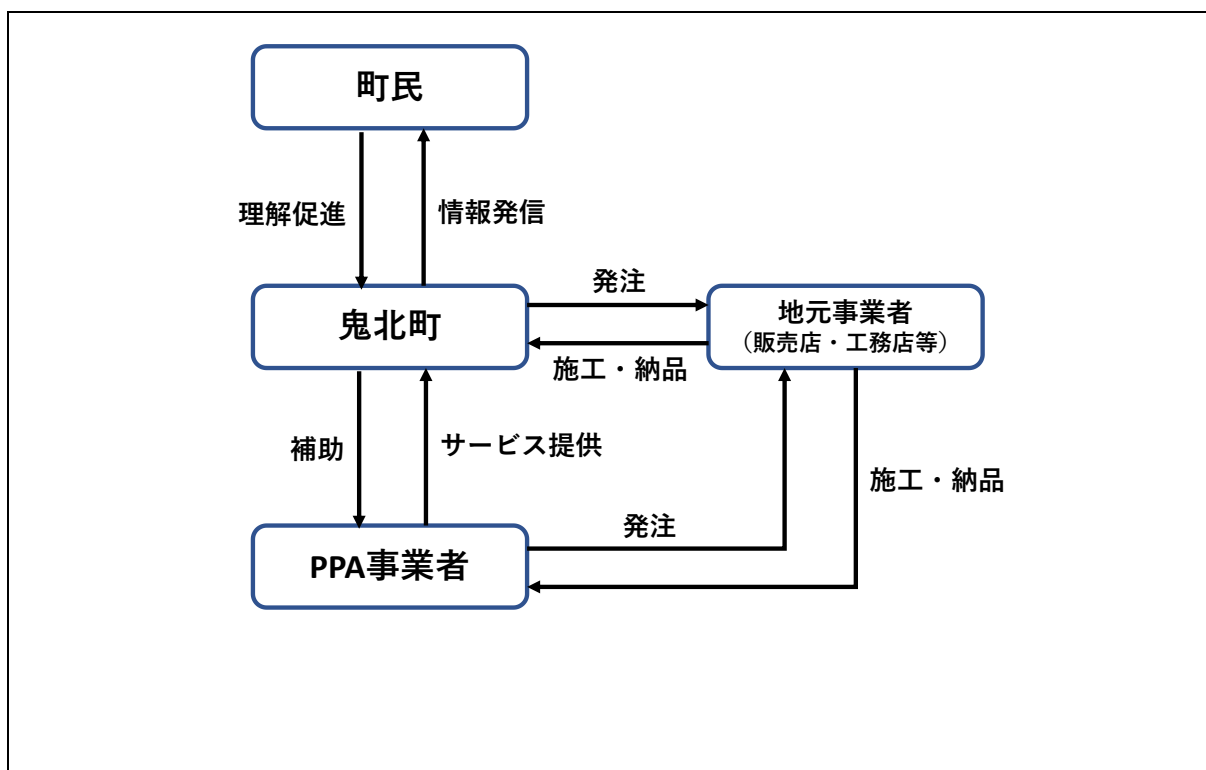 町民
理解促進
情報発信
発注
鬼北町
地元事業者
（販売店・工務店等）
施工・納品
補助
サービス提供
施工・納品
発注
PPA事業者